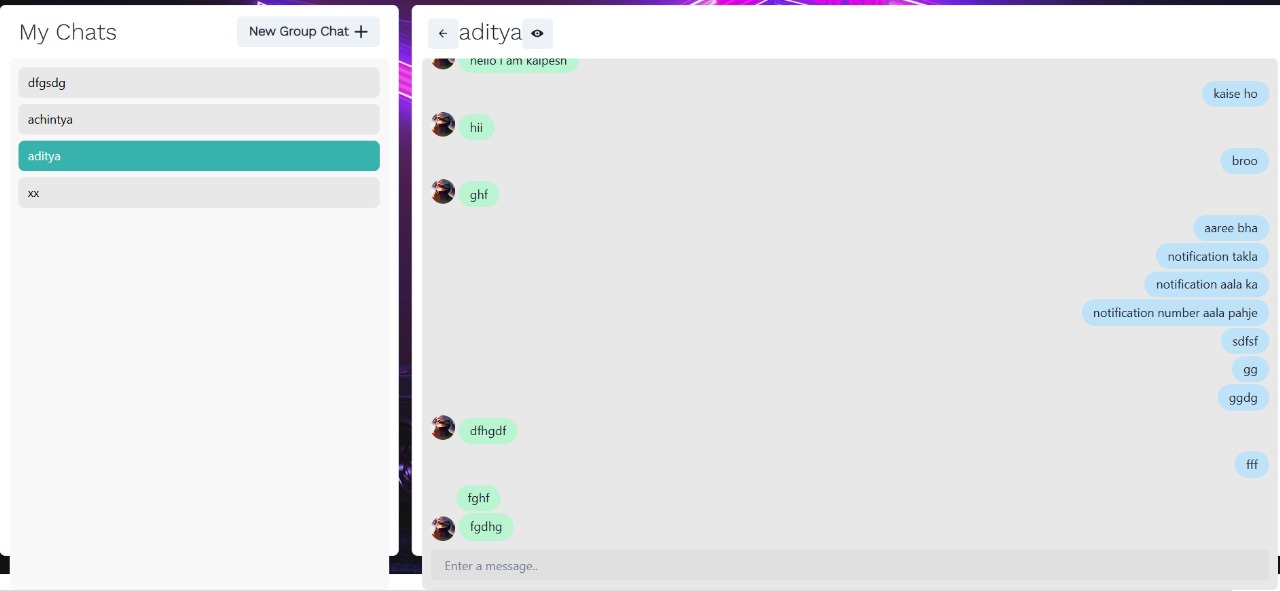 My Chats
New Group Chat +
dfgsdg
achintya
aditya
xx
aditya
hello i am kalpesh
kaise ho
hii
broo
ghf
aaree bha
notification takla
notification aala ka
notification number aala pahje
sdfsf
gg
ggdg
dfhgdf
fff
fghf
fgdhg
Enter a message..